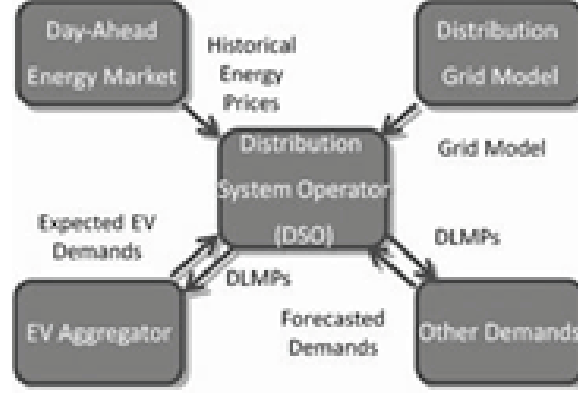 Day-Ahead
Energy Market
Historical
Energy
Prices
Distribution
Grid Model
Grid Model
Distribution
System Operator
(DSO)
Expected EV
Demands
DLMPs
DLMPs
EV Aggregator
Forecasted
Demands
Other Demands